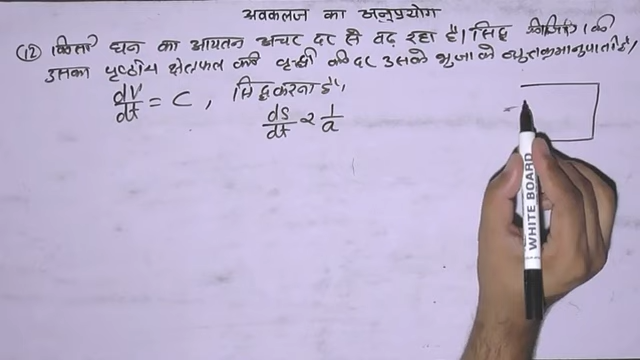 अवकलज का अनुप्रयोग
(12) किसी घन का आयतन अचर दर से बढ़ रहा है। सिद्ध कीजिए कि
उसका पृष्ठीय क्षेत्रफल की वृद्धि की दर उसके भुजा के व्युत्क्रमानुपाती है।
dV/dt = C, सिद्ध करना है,
ds/dt ∝ 1/a
WHITE BOARD